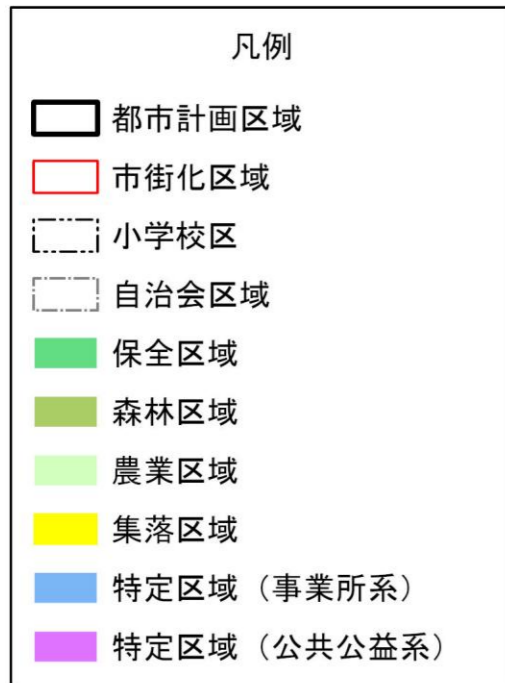 凡例
都市計画区域
市街化区域
小学校区
自治会区域
保全区域
森林区域
農業区域
集落区域
特定区域（事業所系）
特定区域（公共公益系）